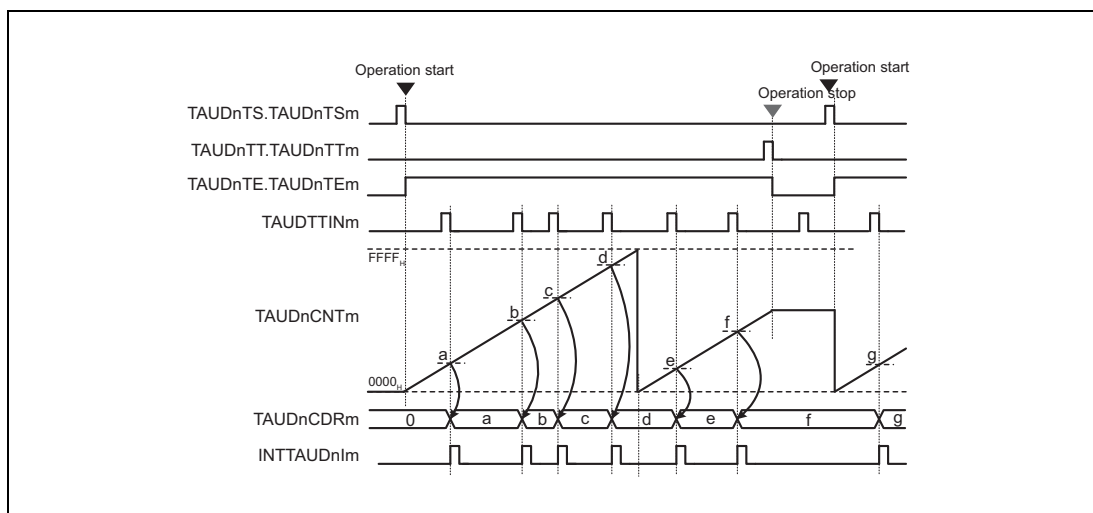 Operation start
Operation start
Operation stop
TAUDnTS.TAUDnTSm
TAUDnTT.TAUDnTTm
TAUDnTE.TAUDnTEm
TAUDTTINm
FFFFH
d
c
b
f
TAUDnCNTm
a
e
g
0000H
TAUDnCDRm 0 a b c d e f g
INTTAUDnIm